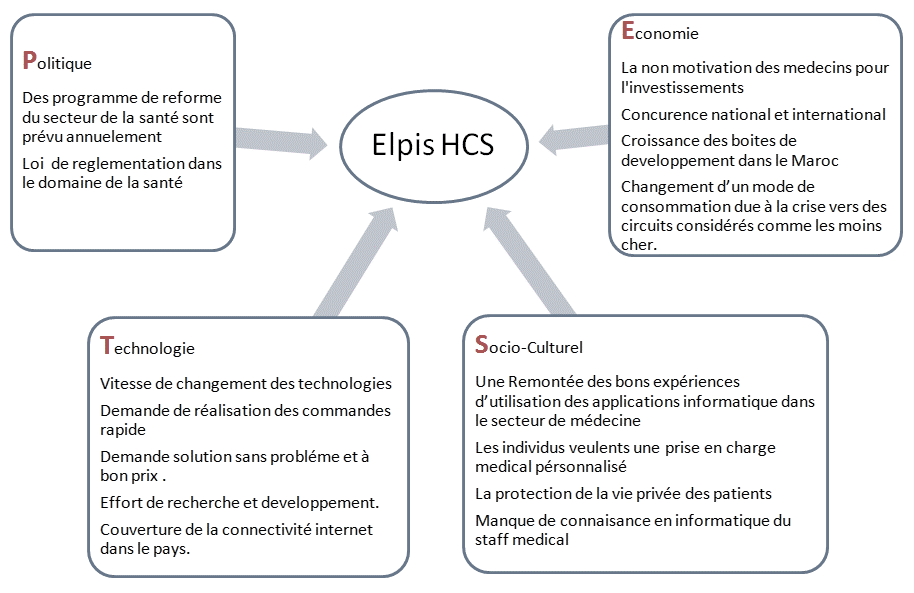 Politique
Des programme de reforme
du secteur de la santé sont
prévu annuelement
Loi de reglementation dans
le domaine de la santé
Elpis HCS
Economie
La non motivation des medecins pour
l'investissements
Concurence national et international
Croissance des boites de
developpement dans le Maroc
Changement d’un mode de
consommation due à la crise vers des
circuits considérés comme les moins
cher.
Technologie
Vitesse de changement des technologies
Demande de réalisation des commandes
rapide
Demande solution sans probléme et à
bon prix .
Effort de recherche et developpement.
Couverture de la connectivité internet
dans le pays.
Socio-Culturel
Une Remontée des bons expériences
d’utilisation des applications informatique dans
le secteur de médecine
Les individus veulents une prise en charge
medical pérsonnalisé
La protection de la vie privée des patients
Manque de connaisance en informatique du
staff medical